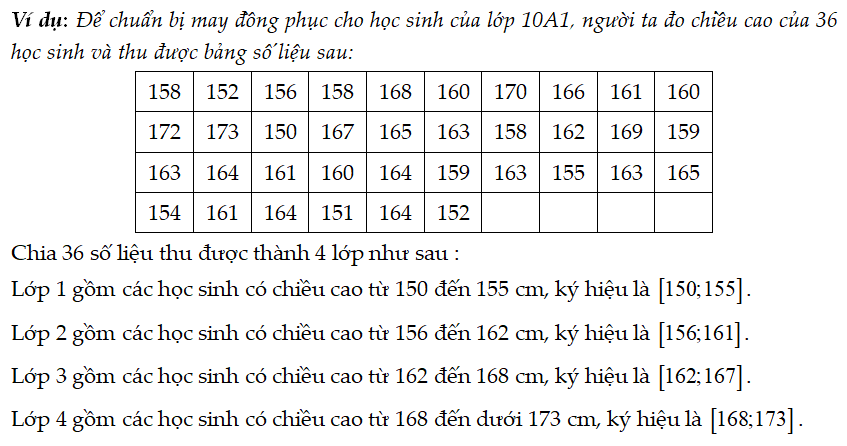 Ví dụ: Để chuẩn bị may đồng phục cho học sinh của lớp 10A1, người ta đo chiều cao của 36
học sinh và thu được bảng số liệu sau:
158 152 156 158 168 160 170 166 161 160
172 173 150 167 165 163 158 162 169 159
163 164 161 160 164 159 163 155 163 165
154 161 164 151 164 152
Chia 36 số liệu thu được thành 4 lớp như sau :
Lớp 1 gồm các học sinh có chiều cao từ 150 đến 155 cm, ký hiệu là [150;155].
Lớp 2 gồm các học sinh có chiều cao từ 156 đến 162 cm, ký hiệu là [156;161].
Lớp 3 gồm các học sinh có chiều cao từ 162 đến 168 cm, ký hiệu là [162;167].
Lớp 4 gồm các học sinh có chiều cao từ 168 đến dưới 173 cm, ký hiệu là [168;173].